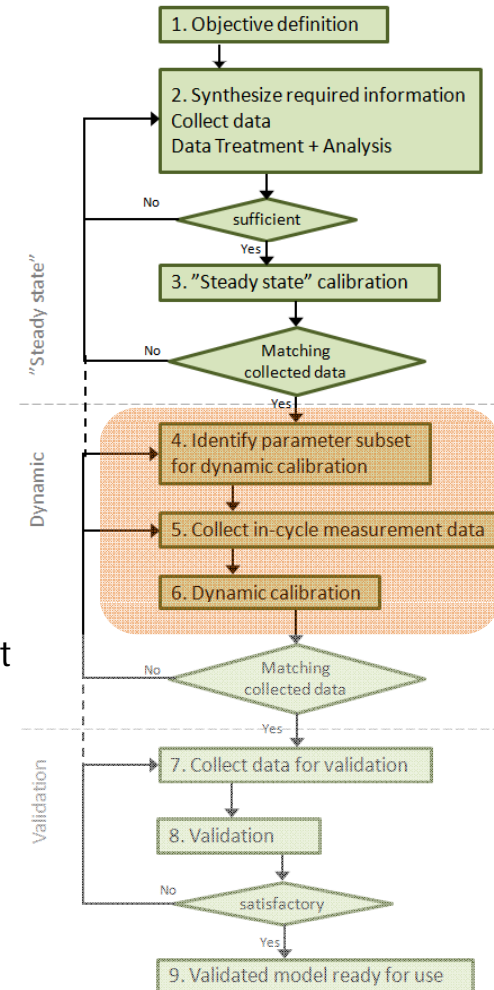 1. Objective definition
2. Synthesize required information
Collect data
Data Treatment + Analysis
No
sufficient
Yes
"Steady state"
3. ”Steady state” calibration
No
Matching
collected data
Yes
Dynamic
4. Identify parameter subset
for dynamic calibration
5. Collect in-cycle measurement data
6. Dynamic calibration
t
No
Matching
collected data
Yes
Validation
7. Collect data for validation
8. Validation
No
satisfactory
Yes
9. Validated model ready for use